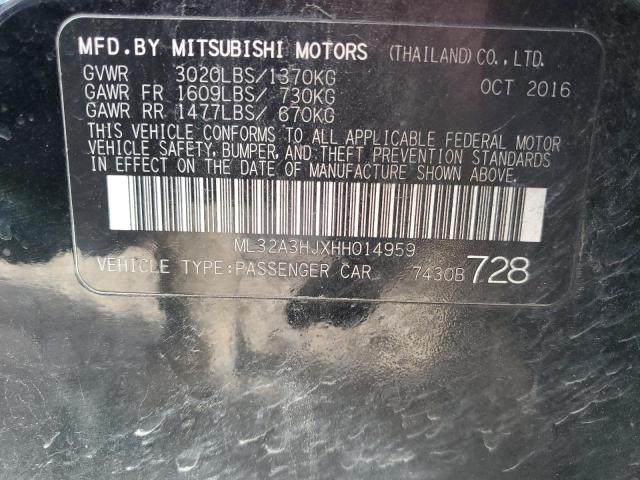 MFD.BY MITSUBISHI MOTORS (THAILAND)CO.,LTD.
GVWR 3020LBS/1370KG OCT 2016
GAWR FR 1609LBS/ 730KG
GAWR RR 1477LBS/ 670KG
THIS VEHICLE CONFORMS TO ALL APPLICABLE FEDERAL MOTOR
VEHICLE SAFETY, BUMPER, AND THEFT PREVENTION STANDARDS
IN EFFECT ON THE DATE OF MANUFACTURE SHOWN ABOVE.
ML32A3HJXHH014959
VEHICLE TYPE:PASSENGER CAR 7430B 728